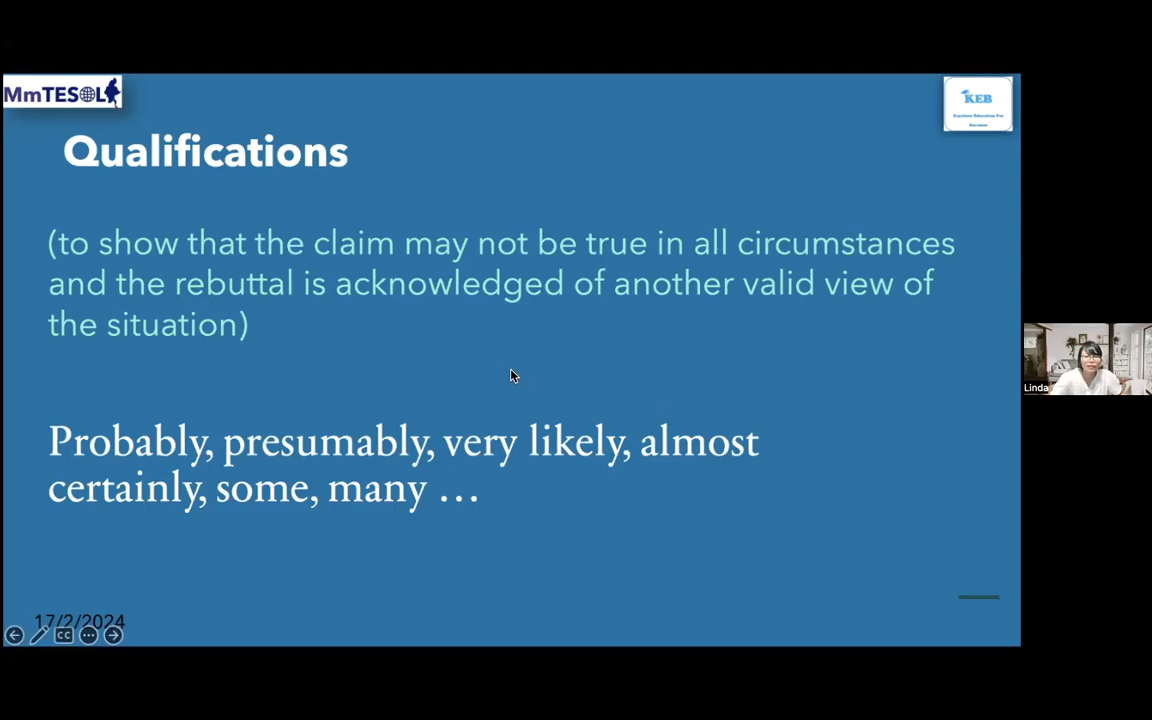 MmTESOL
KEB
Qualifications
(to show that the claim may not be true in all circumstances
and the rebuttal is acknowledged of another valid view of
the situation)
Probably, presumably, very likely, almost
certainly, some, many …
Linda
17/2/2024
CC